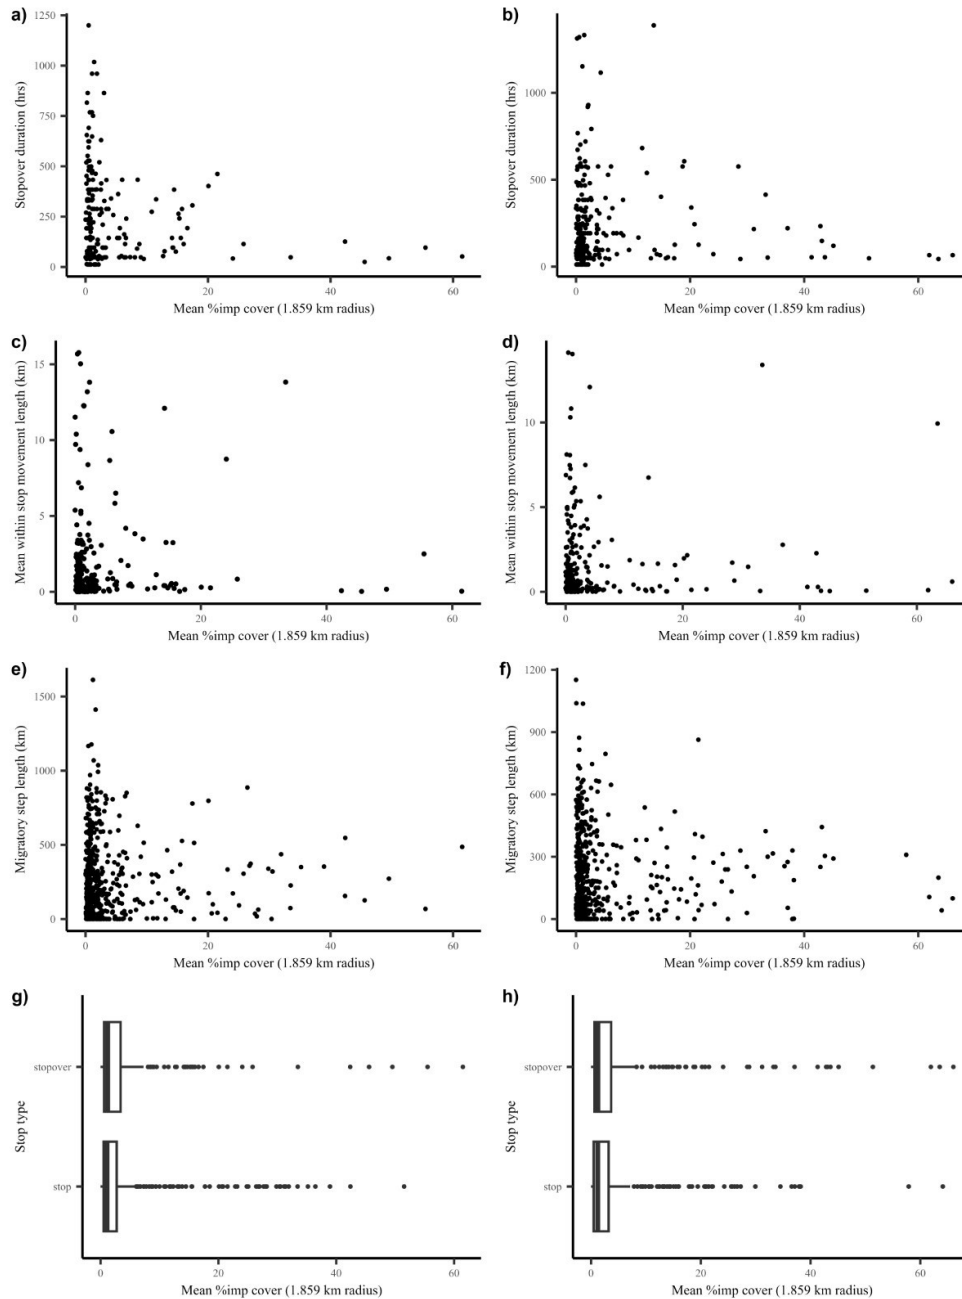 a)
1250
1000
750
500
250
0
Stopover duration (hrs)
0 20 40 60
Mean %imp cover (1.859 km radius)
b)
1000
500
0
Stopover duration (hrs)
0 20 40 60
Mean %imp cover (1.859 km radius)
c)
15
10
5
0
Mean within stop movement length (km)
0 20 40 60
Mean %imp cover (1.859 km radius)
d)
10
5
0
Mean within stop movement length (km)
0 20 40 60
Mean %imp cover (1.859 km radius)
e)
1500
1000
500
0
Migratory step length (km)
0 20 40 60
Mean %imp cover (1.859 km radius)
f)
1200
900
600
300
0
Migratory step length (km)
0 20 40 60
Mean %imp cover (1.859 km radius)
g)
stopover
stop
Stop type
0 20 40 60
Mean %imp cover (1.859 km radius)
h)
stopover
stop
Stop type
0 20 40 60
Mean %imp cover (1.859 km radius)